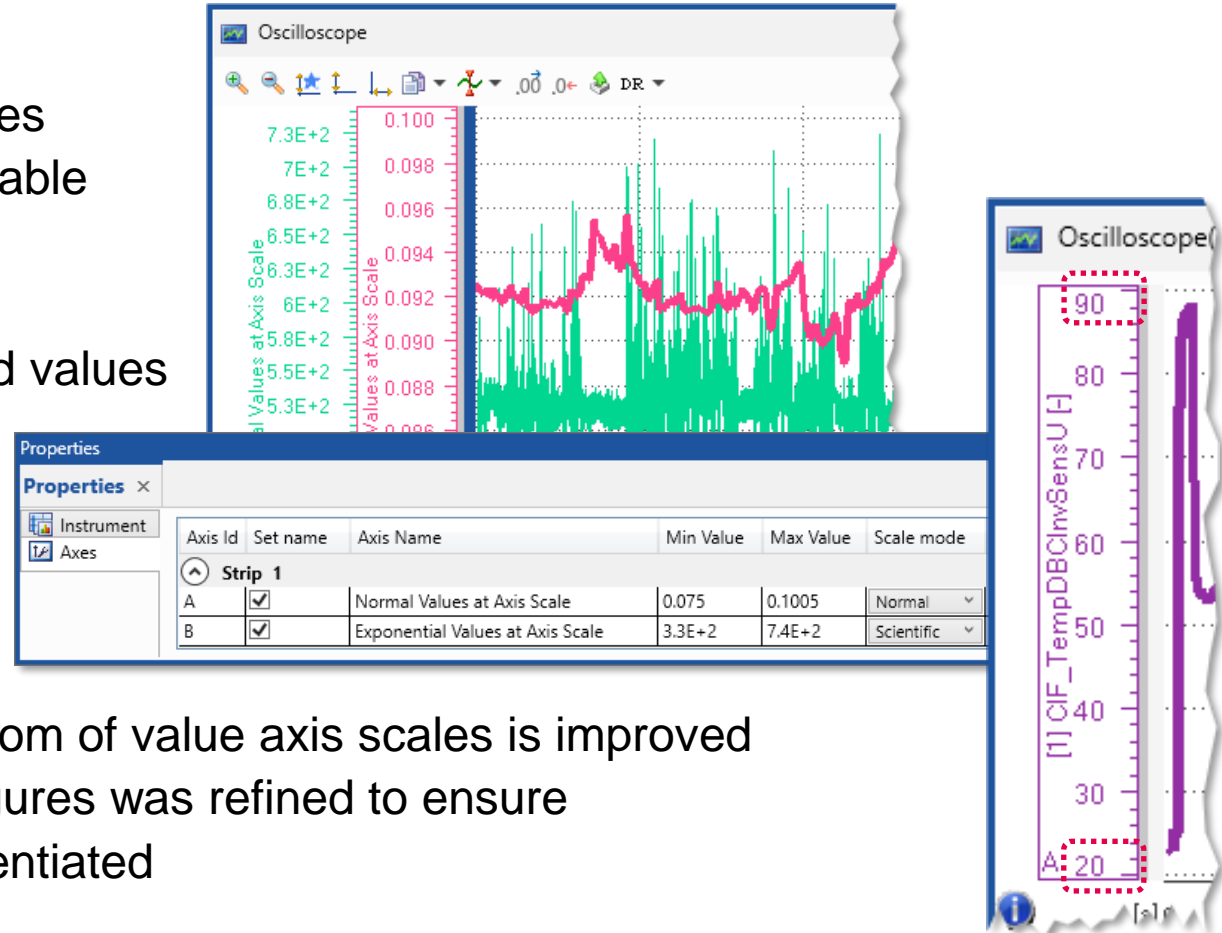 Oscilloscope
.00 .0 DR
es
able
d values
7.3E+2
7E+2
6.8E+2
6.5E+2
6.3E+2
6E+2
5.8E+2
5.5E+2
5.3E+2
Values at Axis Scale
0.100
0.098
0.096
0.094
0.092
0.090
0.088
0.086
Values at Axis Scale
Properties
Properties ×
Instrument
Axes
Axis Id Set name Axis Name Min Value Max Value Scale mode
Strip 1
A Normal Values at Axis Scale 0.075 0.1005 Normal
B Exponential Values at Axis Scale 3.3E+2 7.4E+2 Scientific
Oscilloscope(
90
80
70
60
50
40
30
20
[1] CIF_TempDBCInvSensU [-]
A
[s]
om of value axis scales is improved
gures was refined to ensure
entiated